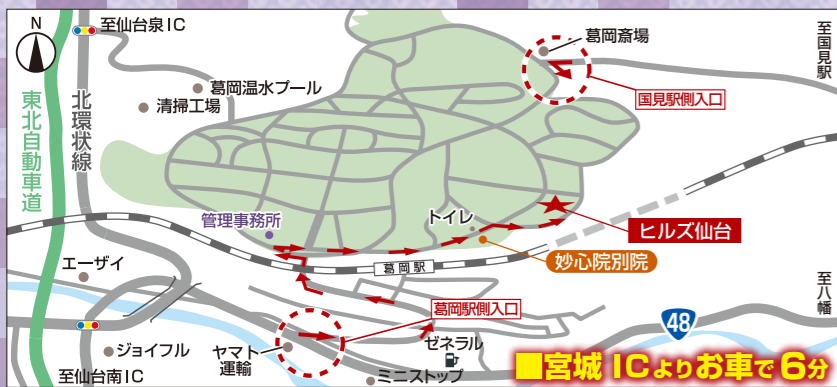 N
至仙台泉IC
東北自動車道
北環状線
葛岡温水プール
清掃工場
葛岡斎場
国見駅側入口
至国見駅
管理事務所
トイレ
ヒルズ仙台
妙心院別院
葛岡駅
エーザイ
葛岡駅側入口
至八幡
48
ジョイフル
ヤマト
運輸
ゼネラル
ミニストップ
至仙台南IC
■宮城ICよりお車で6分